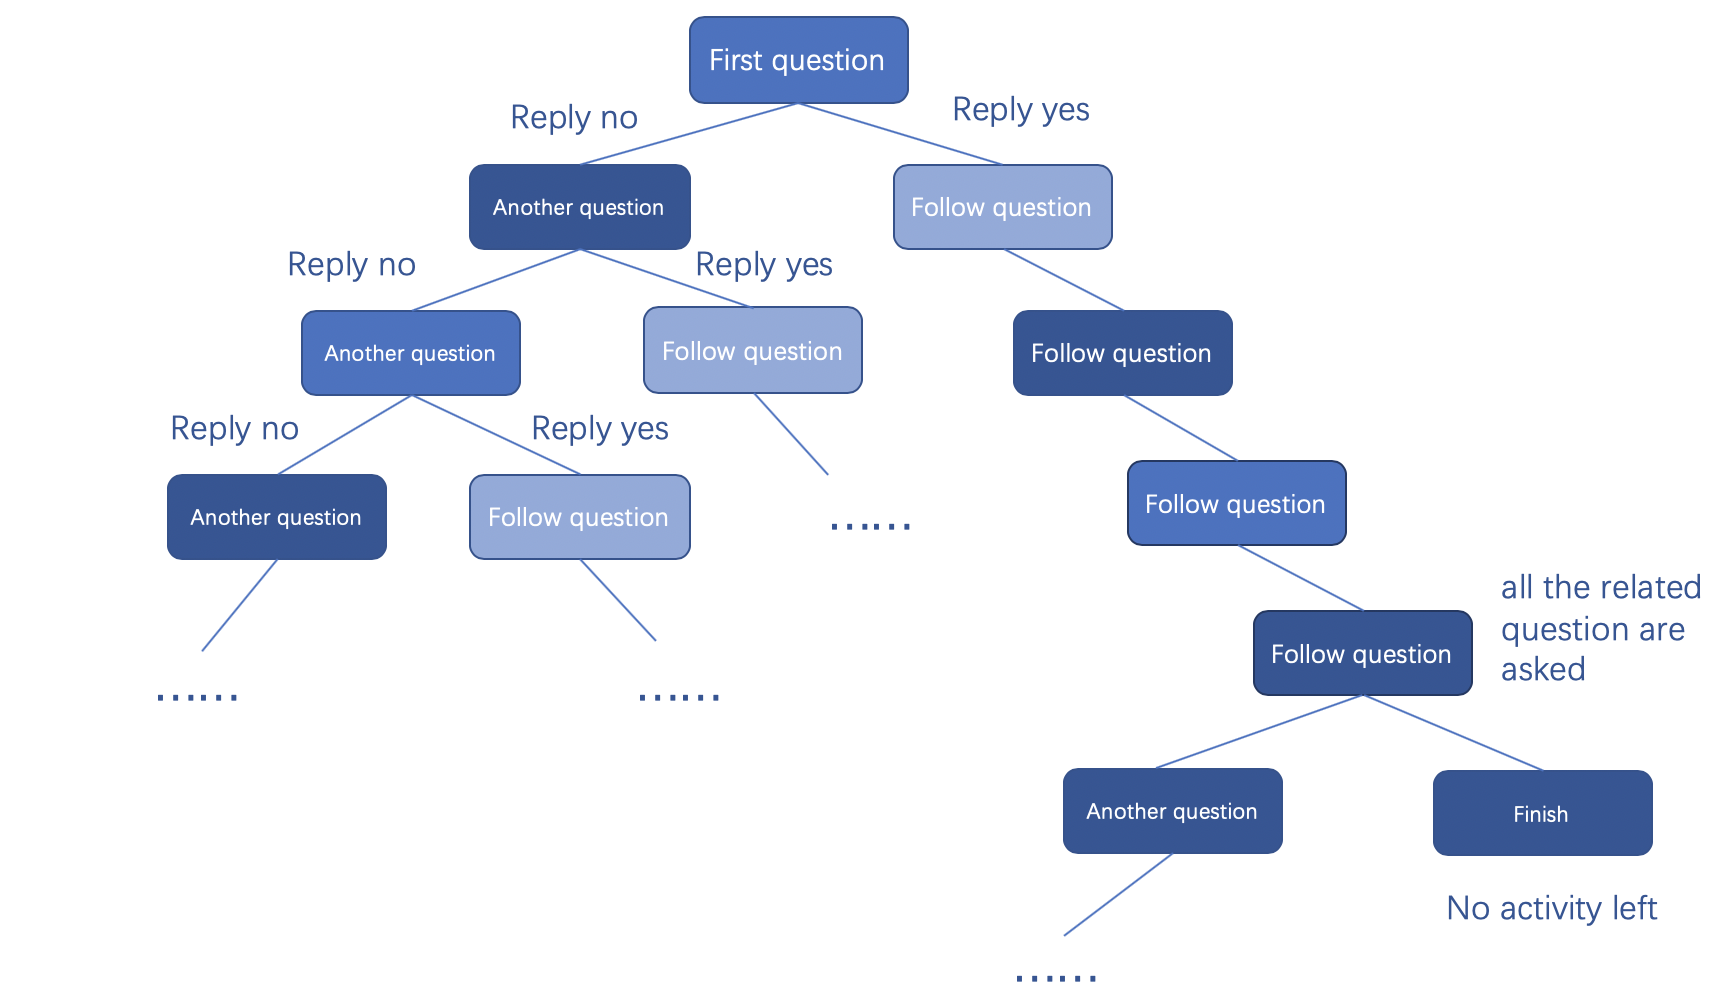 First question
Reply no
Reply yes
Another question
Follow question
Reply no
Reply yes
Another question
Follow question
Follow question
Reply no
Reply yes
Another question
Follow question
……
Follow question
all the related
question are
asked
Follow question
……
……
Another question
Finish
No activity left
……